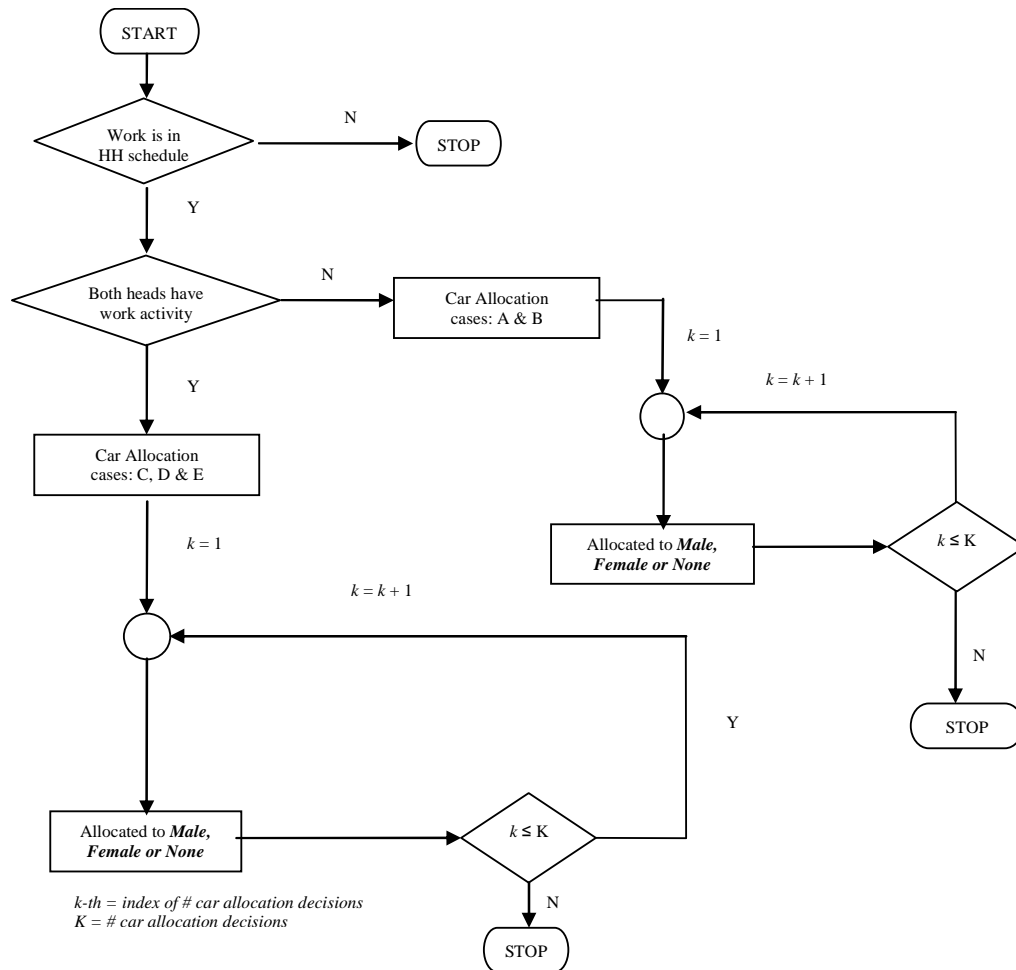 START
Work is in
HH schedule
N
STOP
Y
Both heads have
work activity
N
Car Allocation
cases: A & B
k = 1
k = k + 1
Y
Car Allocation
cases: C, D & E
k = 1
Allocated to Male,
Female or None
k ≤ K
k = k + 1
N
STOP
Y
Allocated to Male,
Female or None
k ≤ K
k-th = index of # car allocation decisions
K = # car allocation decisions
N
STOP